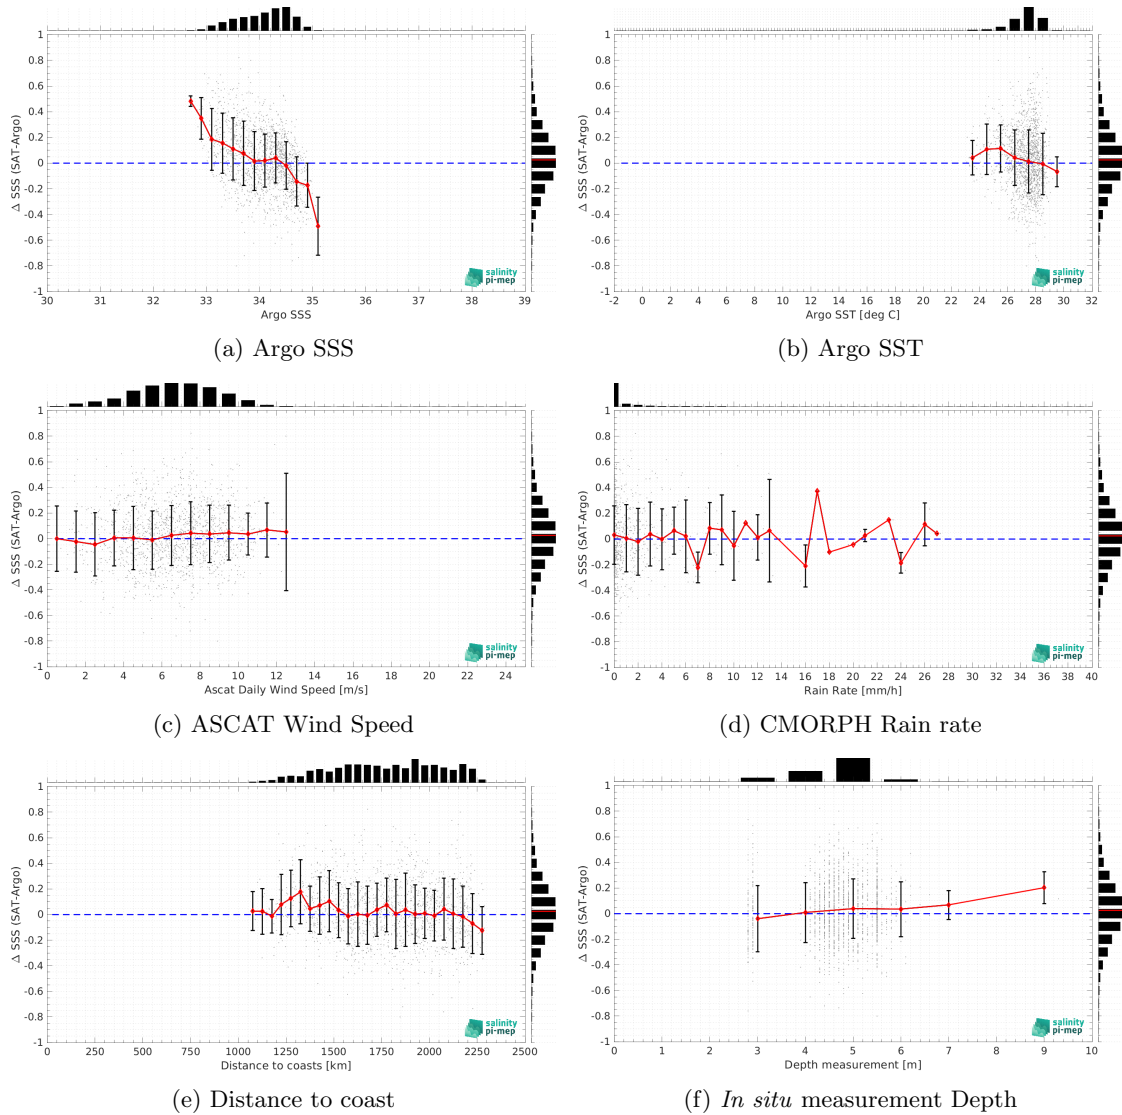 1
0.8
0.6
0.4
0.2
0
-0.2
-0.4
-0.6
-0.8
-1
Δ SSS (SAT-Argo)
30 31 32 33 34 35 36 37 38 39
Argo SSS
salinity
pi-mep
(a) Argo SSS
1
0.8
0.6
0.4
0.2
0
-0.2
-0.4
-0.6
-0.8
-1
Δ SSS (SAT-Argo)
-2 0 2 4 6 8 10 12 14 16 18 20 22 24 26 28 30 32
Argo SST [deg C]
salinity
pi-mep
(b) Argo SST
1
0.8
0.6
0.4
0.2
0
-0.2
-0.4
-0.6
-0.8
-1
Δ SSS (SAT-Argo)
0 2 4 6 8 10 12 14 16 18 20 22 24
Ascat Daily Wind Speed [m/s]
salinity
pi-mep
(c) ASCAT Wind Speed
1
0.8
0.6
0.4
0.2
0
-0.2
-0.4
-0.6
-0.8
-1
Δ SSS (SAT-Argo)
0 2 4 6 8 10 12 14 16 18 20 22 24 26 28 30 32 34 36 38 40
Rain Rate [mm/h]
salinity
pi-mep
(d) CMORPH Rain rate
1
0.8
0.6
0.4
0.2
0
-0.2
-0.4
-0.6
-0.8
-1
Δ SSS (SAT-Argo)
0 250 500 750 1000 1250 1500 1750 2000 2250 2500
Distance to coasts [km]
salinity
pi-mep
(e) Distance to coast
1
0.8
0.6
0.4
0.2
0
-0.2
-0.4
-0.6
-0.8
-1
Δ SSS (SAT-Argo)
0 1 2 3 4 5 6 7 8 9 10
Depth measurement [m]
salinity
pi-mep
(f) In situ measurement Depth